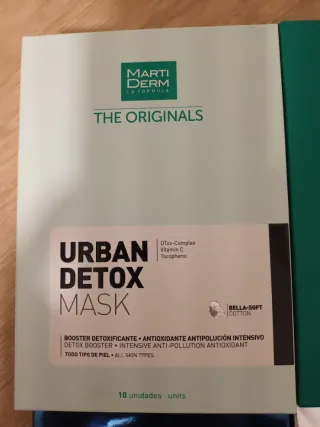 MARTI
DERM
LA FORMULA
THE ORIGINALS
URBAN
DETOX
MASK
DTox-Complex
Vitamin C
Tocopherol
BELLA-SOFT
COTTON
BOOSTER DETOXIFICANTE • ANTIOXIDANTE ANTIPOLUCIÓN INTENSIVO
DETOX BOOSTER • INTENSIVE ANTI-POLLUTION ANTIOXIDANT
TODO TIPO DE PIEL • ALL SKIN TYPES
10 unidades · units